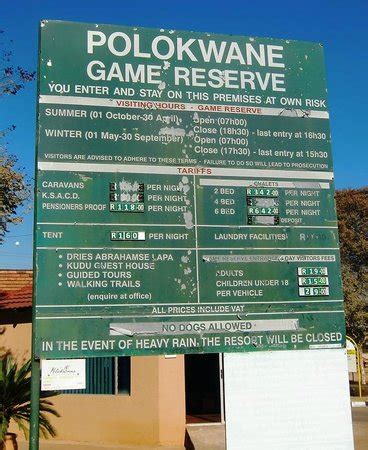 POLOKWANE
GAME RESERVE
YOU ENTER AND STAY ON THIS PREMISES AT OWN RISK
VISITING HOURS - GAME RESERVE
SUMMER (01 October-30 April) Open (07h00)
Close (18h30) - last entry at 16h30
WINTER (01 May-30 September) Open (07h00)
Close (17h30) - last entry at 15h30
VISITORS ARE ADVISED TO ADHERE TO THESE TERMS - FAILURE TO DO SO WILL LEAD TO PROSECUTION
TARIFFS
CARAVANS PER NIGHT
K.S.A.C.D. PER NIGHT
PENSIONERS PROOF R118 PER NIGHT
TENT R160 PER NIGHT
CHALETS
2 BED R342 PER NIGHT
4 BED PER NIGHT
6 BED R642 PER NIGHT
DEPOSIT
LAUNDRY FACILITIES
• DRIES ABRAHAMSE LAPA
• KUDU GUEST HOUSE
• GUIDED TOURS
• WALKING TRAILS
(enquire at office)
GAME RESERVE ENTRANCE DAY VISITORS FEES
ADULTS R19
CHILDREN UNDER 18
PER VEHICLE
ALL PRICES INCLUDE VAT
NO DOGS ALLOWED
IN THE EVENT OF HEAVY RAIN, THE RESORT WILL BE CLOSED